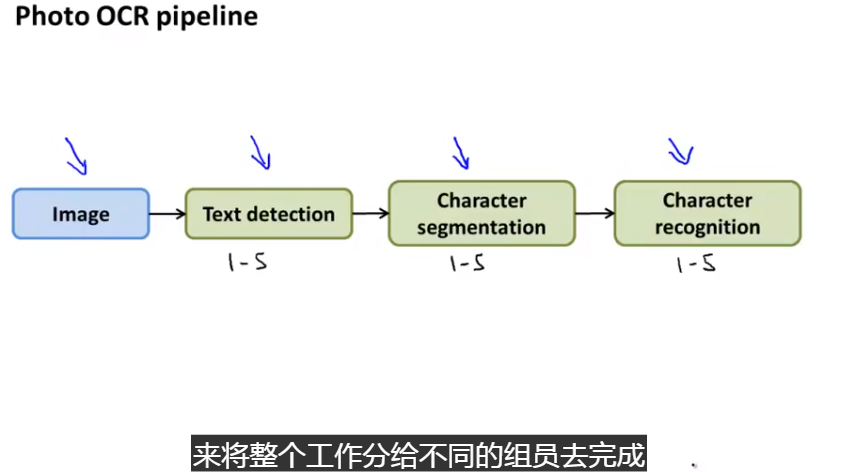 Photo OCR pipeline
Image
Text detection
Character
segmentation
Character
recognition
1-5
1-5
1-5
来将整个工作分给不同的组员去完成